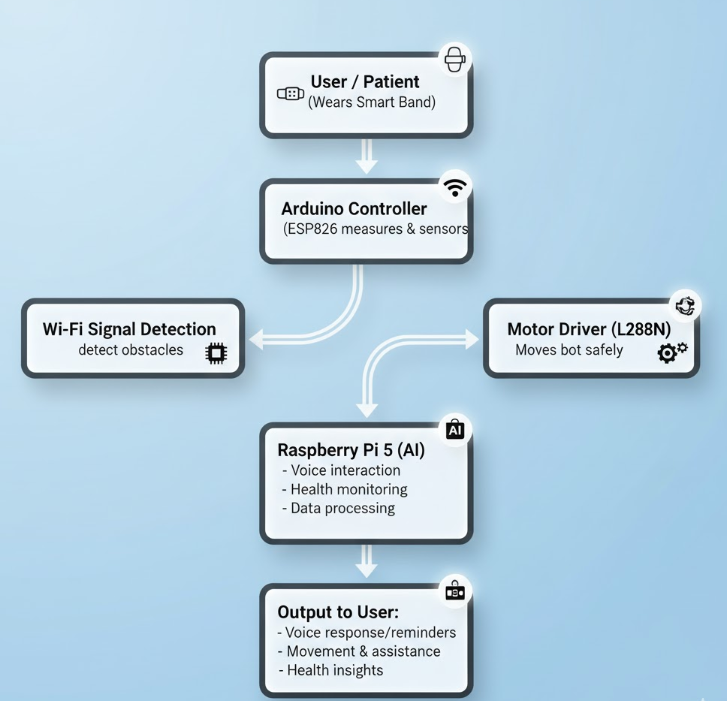 User / Patient
(Wears Smart Band)
Arduino Controller
(ESP826 measures & sensors
Wi-Fi Signal Detection
detect obstacles
Motor Driver (L288N)
Moves bot safely
AI
Raspberry Pi 5 (AI)
- Voice interaction
- Health monitoring
- Data processing
Output to User:
- Voice response/reminders
- Movement & assistance
- Health insights